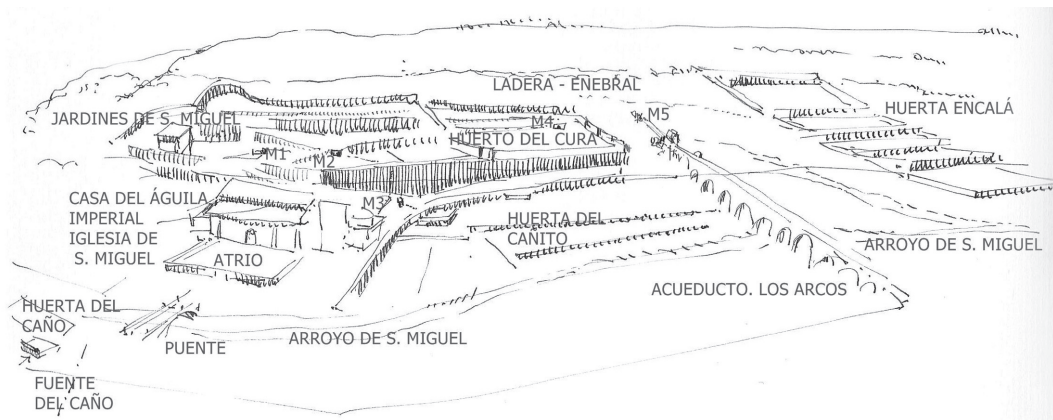 LADERA - ENEBRAL
HUERTA ENCALÁ
JARDINES DE S. MIGUEL
M5
M4
HUERTO DEL CURA
M1
M2
CASA DEL ÁGUILA
IMPERIAL
IGLESIA DE
S. MIGUEL
M3
HUERTA DEL
CAÑITO
ATRIO
ARROYO DE S. MIGUEL
ACUEDUCTO. LOS ARCOS
HUERTA DEL
CAÑO
PUENTE
ARROYO DE S. MIGUEL
FUENTE
DEL CAÑO